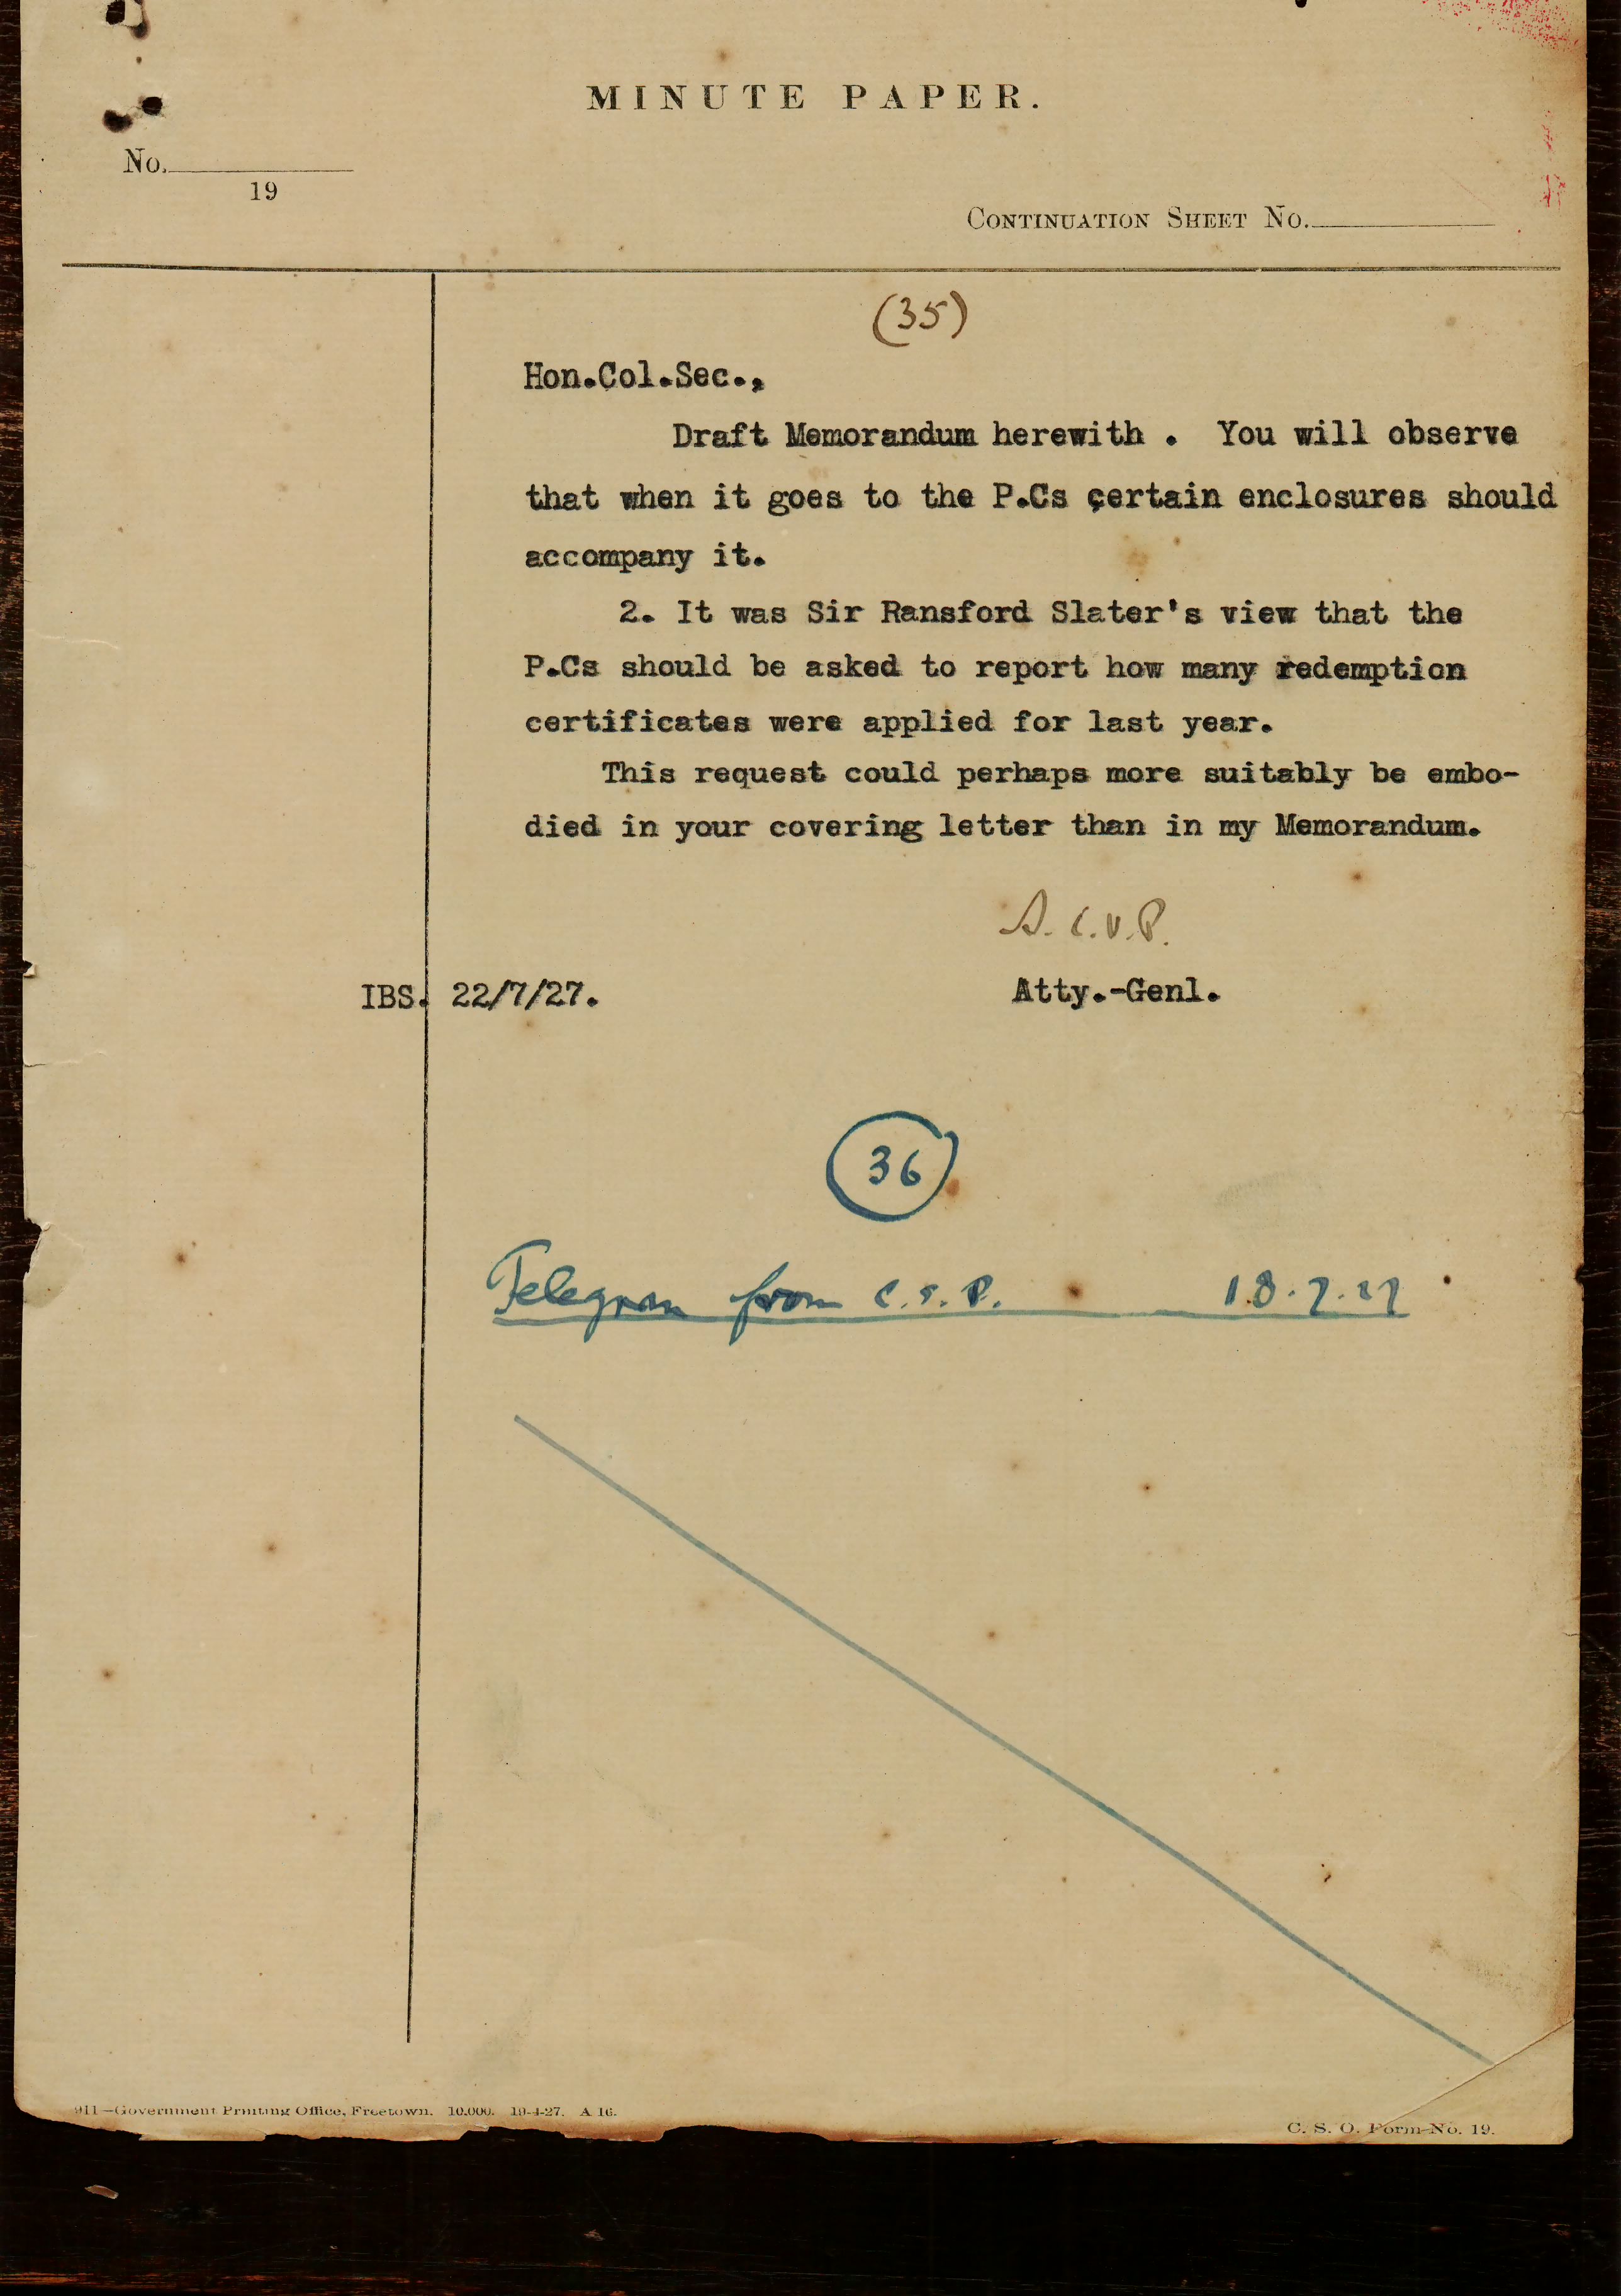 MINUTE PAPER.
No.
19
CONTINUATION SHEET No.
(35)
Hon.Col.Sec.,
Draft Memorandum herewith . You will observe
that when it goes to the P.Cs certain enclosures should
accompany it.
2. It was Sir Ransford Slater's view that the
P.Cs should be asked to report how many redemption
certificates were applied for last year.
This request could perhaps more suitably be embo-
died in your covering letter than in my Memorandum.
A. C.V.P.
IBS. 22/7/27.
Atty.-Genl.
36
Telegram from C.S.P. 18.7.27
911—Government Printing Office, Freetown. 10,000. 19-4-27. A 16.
C. S. O. Form No. 19.